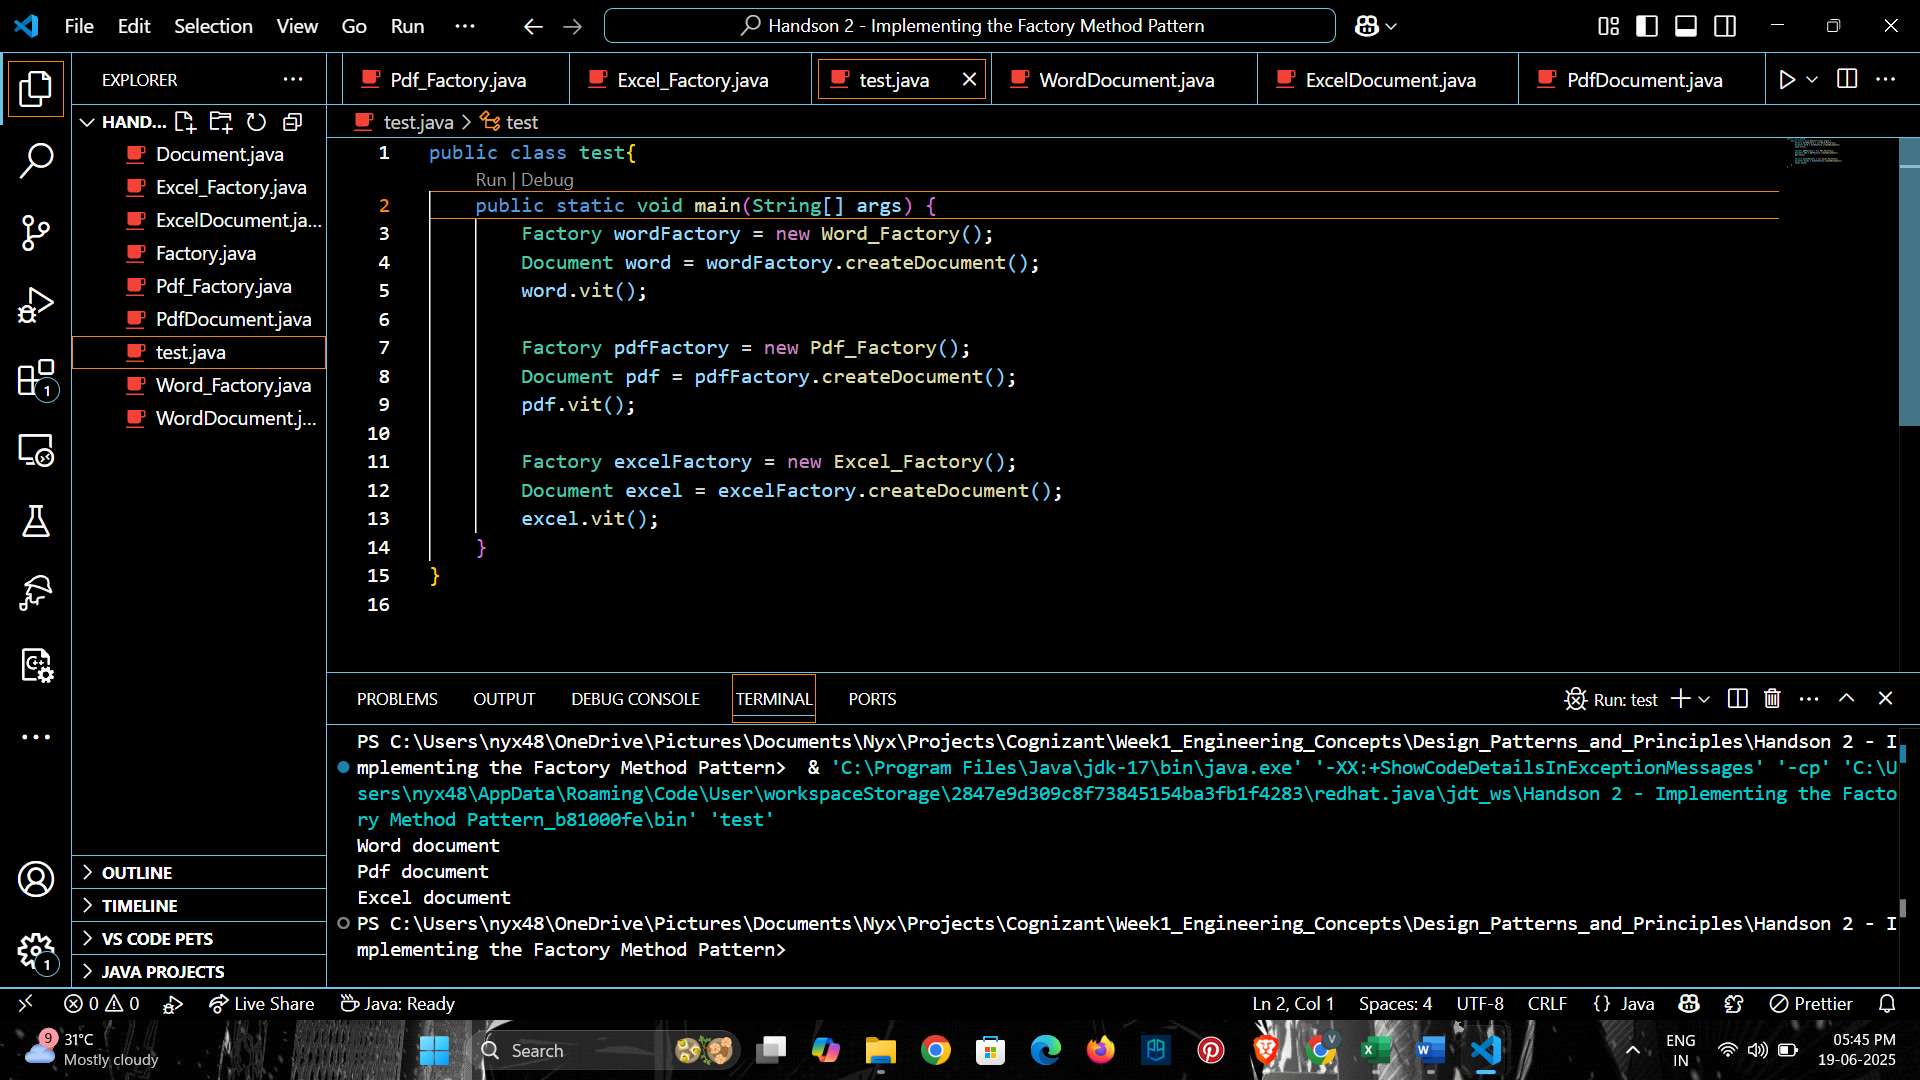 File Edit Selection View Go Run ···
Handson 2 - Implementing the Factory Method Pattern
EXPLORER ···
Pdf_Factory.java Excel_Factory.java test.java WordDocument.java ExcelDocument.java PdfDocument.java
HAND...
test.java > test
Document.java
Excel_Factory.java
ExcelDocument.ja...
Factory.java
Pdf_Factory.java
PdfDocument.java
test.java
Word_Factory.java
WordDocument.j...
1 public class test{
Run | Debug
2 public static void main(String[] args) {
3 Factory wordFactory = new Word_Factory();
4 Document word = wordFactory.createDocument();
5 word.vit();
6
7 Factory pdfFactory = new Pdf_Factory();
8 Document pdf = pdfFactory.createDocument();
9 pdf.vit();
10
11 Factory excelFactory = new Excel_Factory();
12 Document excel = excelFactory.createDocument();
13 excel.vit();
14 }
15 }
16
1
OUTLINE
TIMELINE
VS CODE PETS
JAVA PROJECTS
1
PROBLEMS OUTPUT DEBUG CONSOLE TERMINAL PORTS
Run: test
PS C:\Users\nyx48\OneDrive\Pictures\Documents\Nyx\Projects\Cognizant\Week1_Engineering_Concepts\Design_Patterns_and_Principles\Handson 2 - I
mplementing the Factory Method Pattern> & 'C:\Program Files\Java\jdk-17\bin\java.exe' '-XX:+ShowCodeDetailsInExceptionMessages' '-cp' 'C:\U
sers\nyx48\AppData\Roaming\Code\User\workspaceStorage\2847e9d309c8f73845154ba3fb1f4283\redhat.java\jdt_ws\Handson 2 - Implementing the Facto
ry Method Pattern_b81000fe\bin' 'test'
Word document
Pdf document
Excel document
PS C:\Users\nyx48\OneDrive\Pictures\Documents\Nyx\Projects\Cognizant\Week1_Engineering_Concepts\Design_Patterns_and_Principles\Handson 2 - I
mplementing the Factory Method Pattern>
0 0 Live Share Java: Ready
Ln 2, Col 1 Spaces: 4 UTF-8 CRLF {} Java Prettier
9 31°C
Mostly cloudy
Search
ENG
IN
05:45 PM
19-06-2025